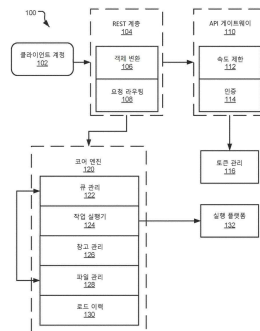 100
클라이언트 계정
102
REST 계층
104
객체 변환
106
요청 라우팅
108
API 게이트웨이
110
속도 제한
112
인증
114
토큰 관리
116
코어 엔진
120
큐 관리
122
작업 실행기
124
창고 관리
126
파일 관리
128
로드 이력
130
실행 플랫폼
132